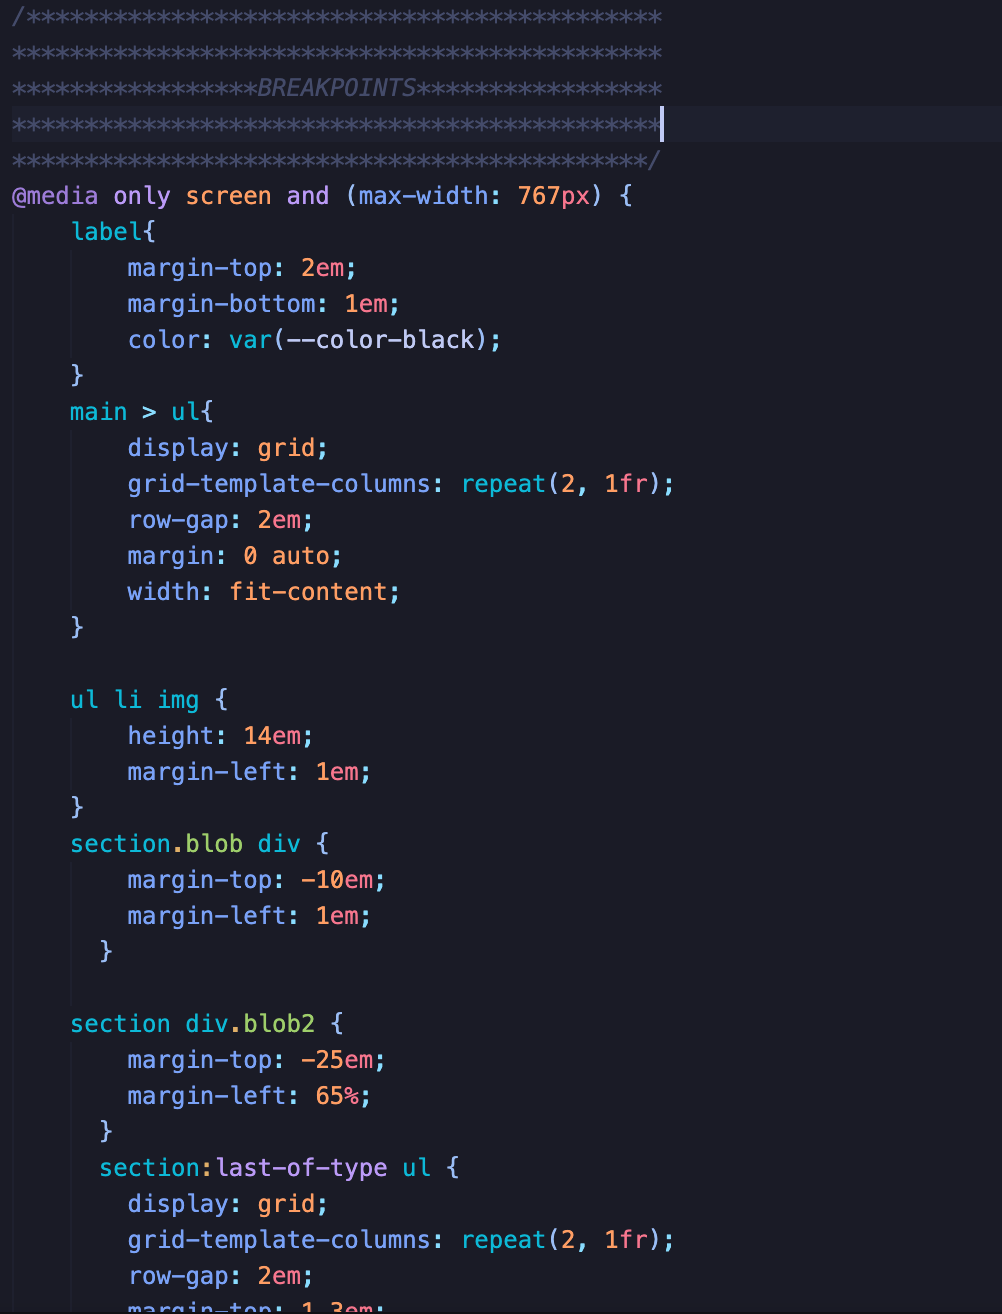 /********************************************
*********************************************
*****************BREAKPOINTS*****************
*********************************************
********************************************/
@media only screen and (max-width: 767px) {
    label{
        margin-top: 2em;
        margin-bottom: 1em;
        color: var(--color-black);
    }
    main > ul{
        display: grid;
        grid-template-columns: repeat(2, 1fr);
        row-gap: 2em;
        margin: 0 auto;
        width: fit-content;
    }

    ul li img {
        height: 14em;
        margin-left: 1em;
    }
    section.blob div {
        margin-top: -10em;
        margin-left: 1em;
      }

    section div.blob2 {
        margin-top: -25em;
        margin-left: 65%;
      }
      section:last-of-type ul {
        display: grid;
        grid-template-columns: repeat(2, 1fr);
        row-gap: 2em;
        margin-top: 1.3em;